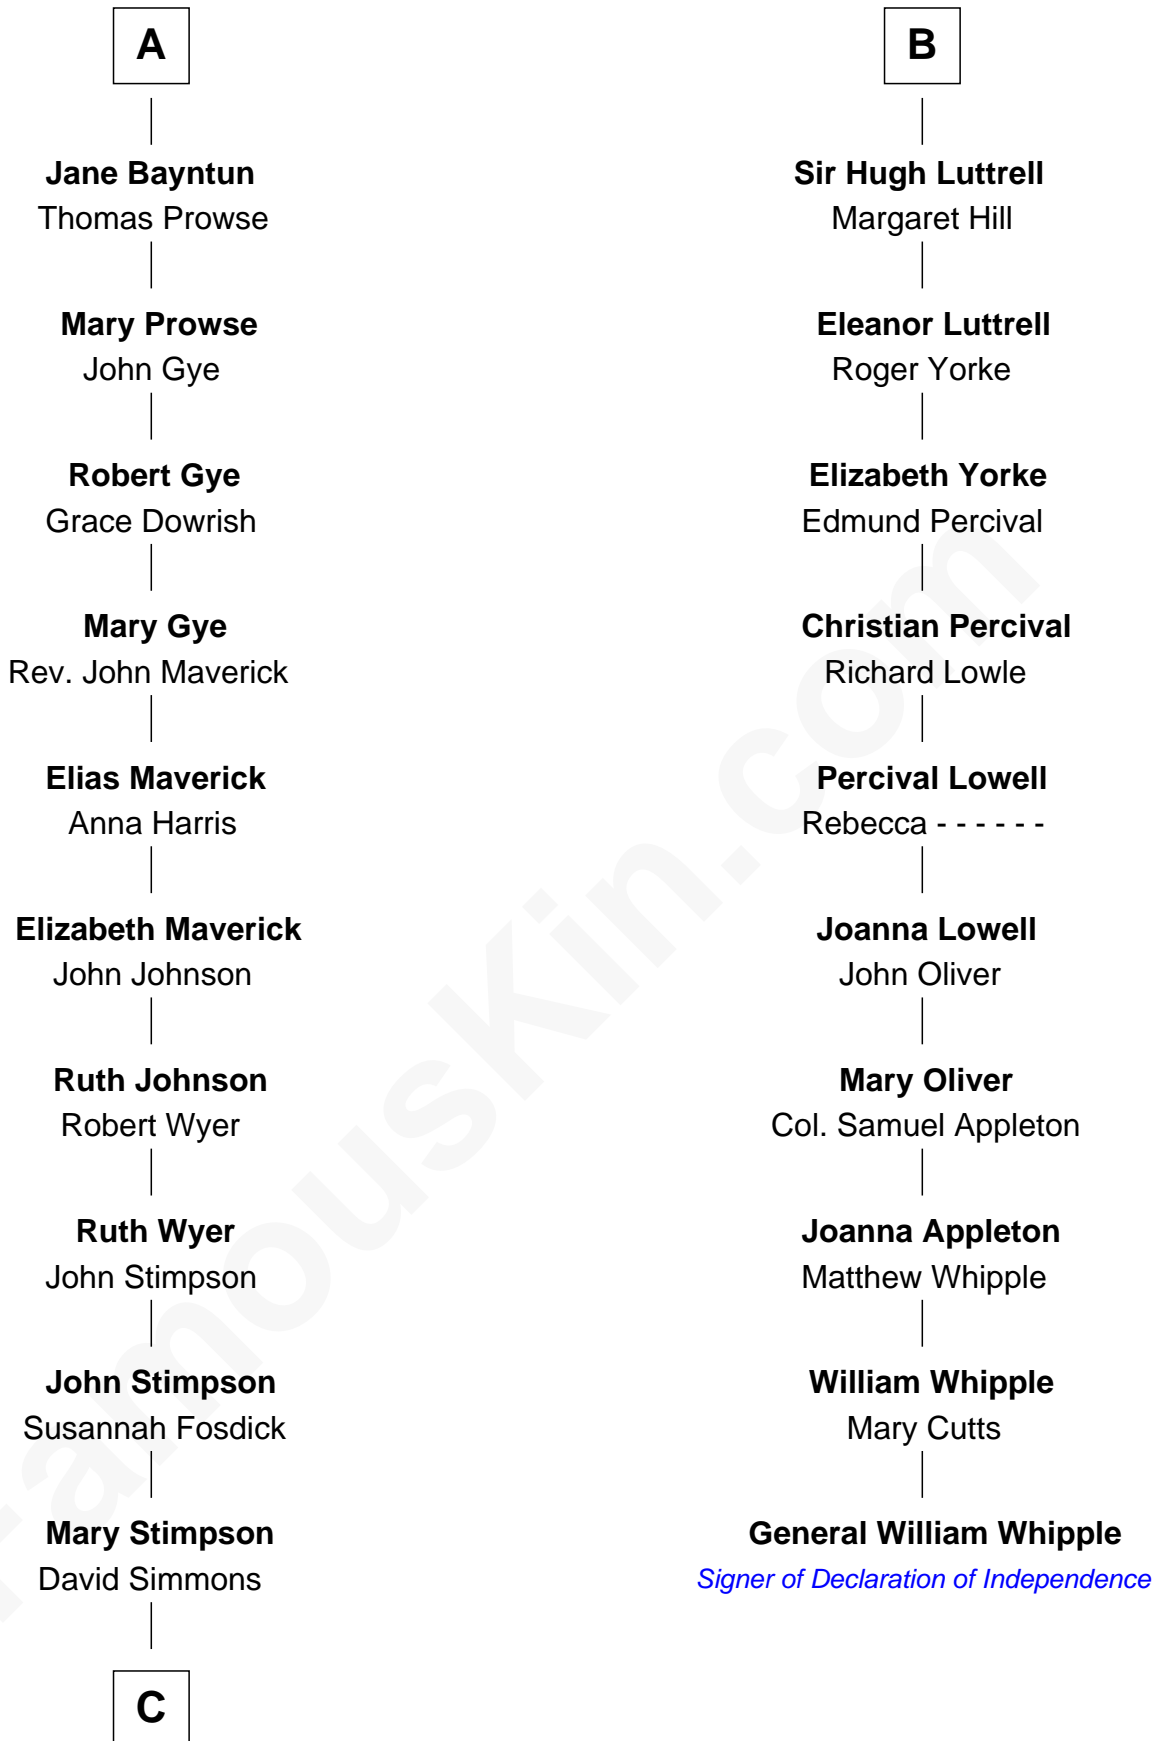 A
Jane Bayntun
Thomas Prowse
Mary Prowse
John Gye
Robert Gye
Grace Dowrish
Mary Gye
Rev. John Maverick
Elias Maverick
Anna Harris
Elizabeth Maverick
John Johnson
Ruth Johnson
Robert Wyer
Ruth Wyer
John Stimpson
John Stimpson
Susannah Fosdick
Mary Stimpson
David Simmons
C
B
Sir Hugh Luttrell
Margaret Hill
Eleanor Luttrell
Roger Yorke
Elizabeth Yorke
Edmund Percival
Christian Percival
Richard Lowle
Percival Lowell
Rebecca - - - - - -
Joanna Lowell
John Oliver
Mary Oliver
Col. Samuel Appleton
Joanna Appleton
Matthew Whipple
William Whipple
Mary Cutts
General William Whipple
Signer of Declaration of Independence
FamousKin.com